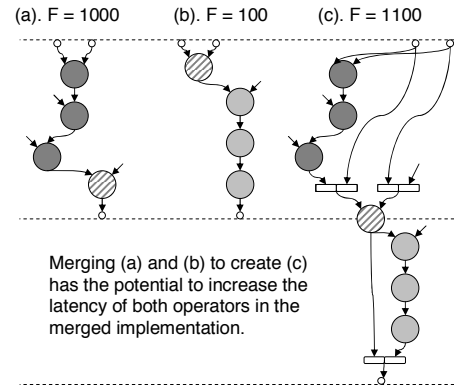 (a). F = 1000 (b). F = 100 (c). F = 1100
Merging (a) and (b) to create (c)
has the potential to increase the
latency of both operators in the
merged implementation.